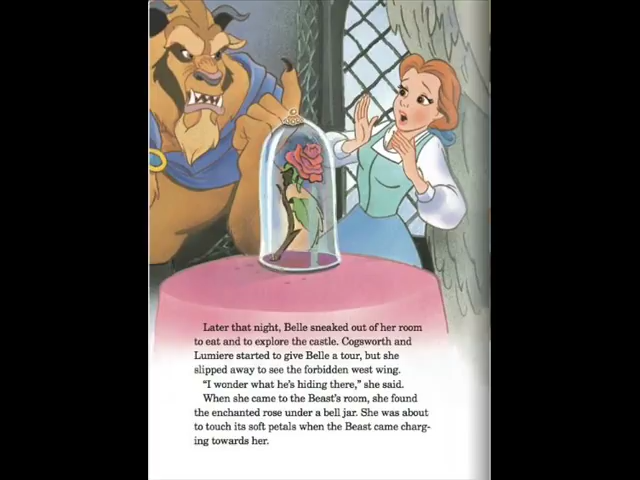 Later that night, Belle sneaked out of her room
to eat and to explore the castle. Cogsworth and
Lumiere started to give Belle a tour, but she
slipped away to see the forbidden west wing.
“I wonder what he’s hiding there,” she said.
When she came to the Beast’s room, she found
the enchanted rose under a bell jar. She was about
to touch its soft petals when the Beast came charg-
ing towards her.